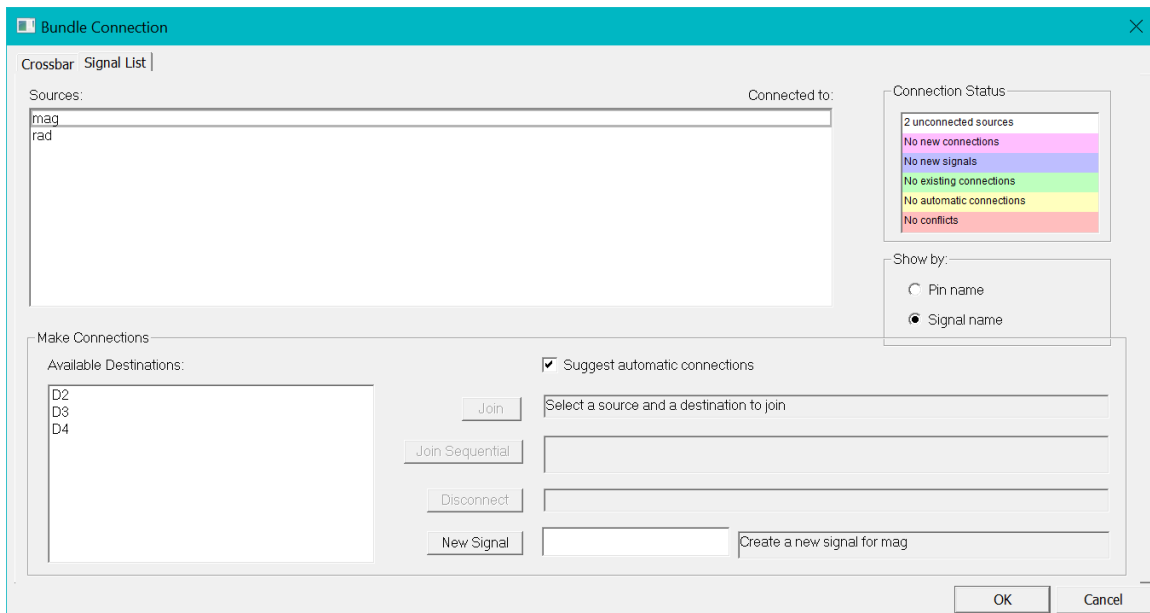 Bundle Connection
Crossbar Signal List
Sources: Connected to:
mag
rad
Connection Status
2 unconnected sources
No new connections
No new signals
No existing connections
No automatic connections
No conflicts
Show by:
Pin name
Signal name
Make Connections
Available Destinations:
D2
D3
D4
Suggest automatic connections
Join Select a source and a destination to join
Join Sequential
Disconnect
New Signal Create a new signal for mag
OK Cancel